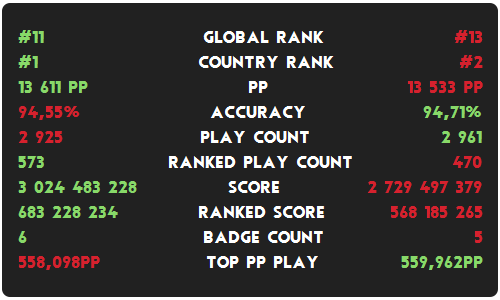 #11 GLOBAL RANK #13
#1 COUNTRY RANK #2
13 611 PP PP 13 533 PP
94,55% ACCURACY 94,71%
2 925 PLAY COUNT 2 961
573 RANKED PLAY COUNT 470
3 024 483 228 SCORE 2 729 497 379
683 228 234 RANKED SCORE 568 185 265
6 BADGE COUNT 5
558,098PP TOP PP PLAY 559,962PP